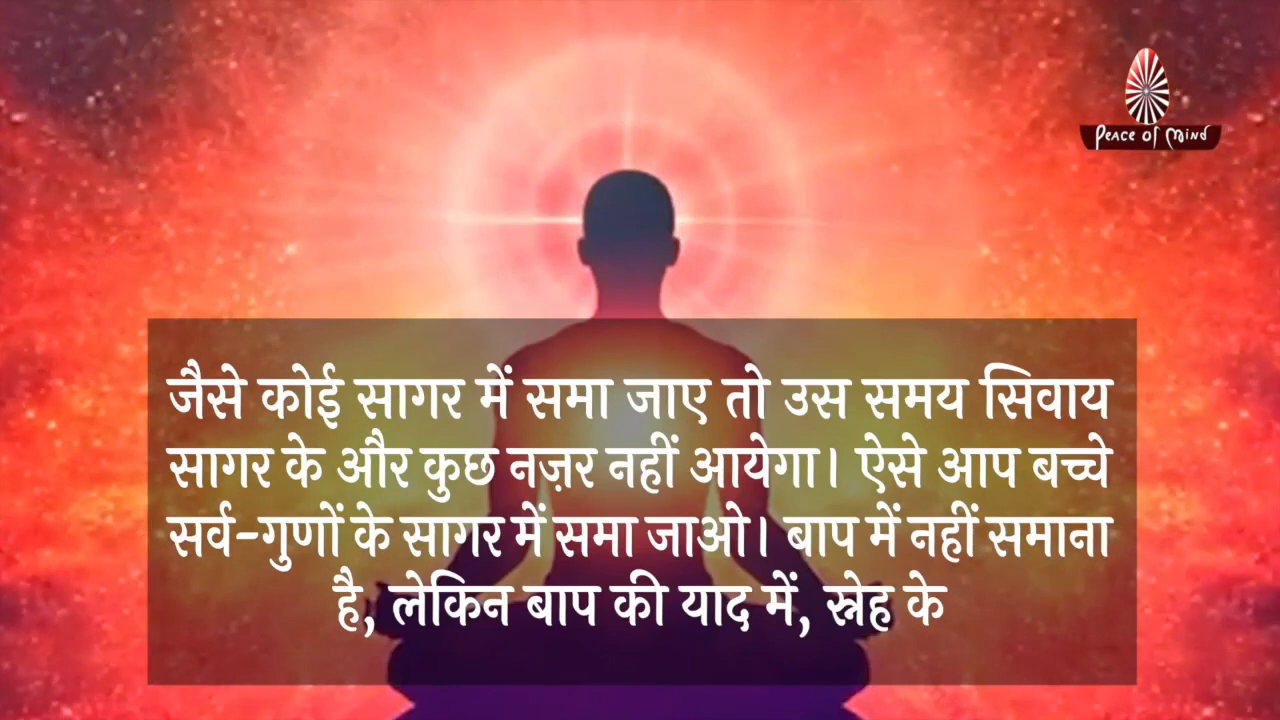 Peace of Mind
जैसे कोई सागर में समा जाए तो उस समय सिवाय
सागर के और कुछ नज़र नहीं आयेगा। ऐसे आप बच्चे
सर्व-गुणों के सागर में समा जाओ। बाप में नहीं समाना
है, लेकिन बाप की याद में, स्नेह के